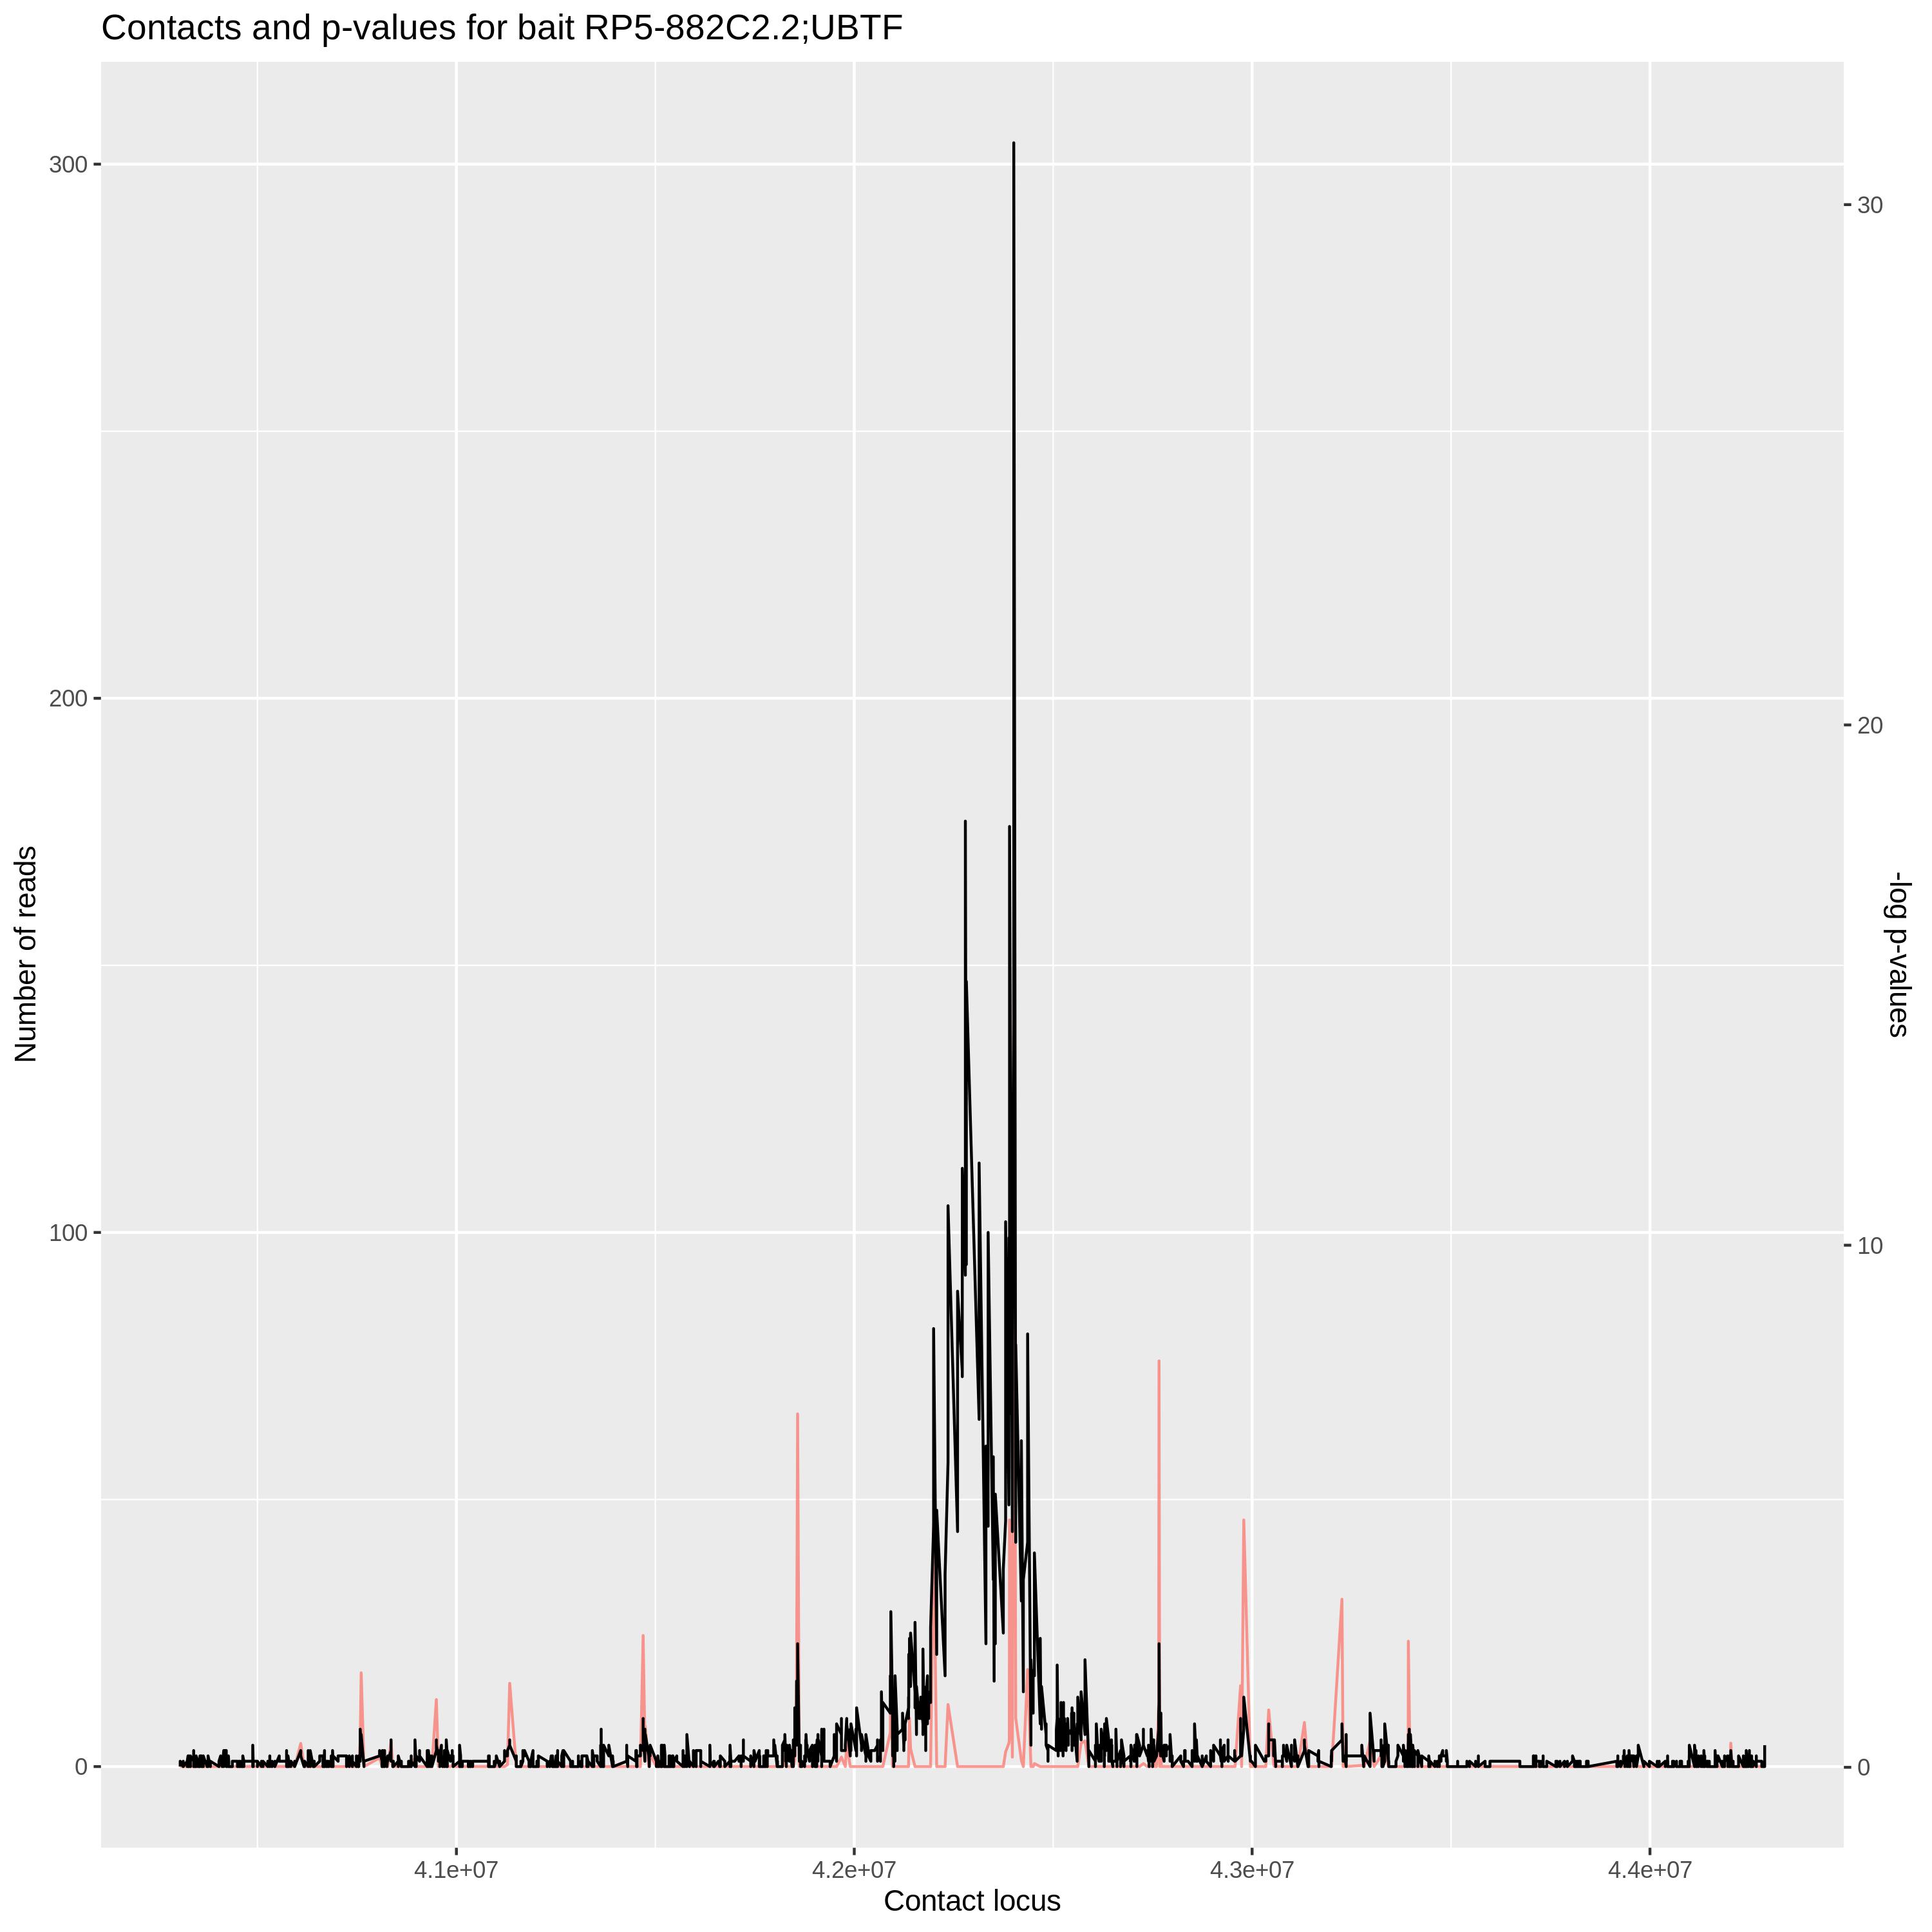 Contacts and p-values for bait RP5-882C2.2;UBTF
300
200
100
0
Number of reads
30
20
10
0
-log p-values
4.1e+07
4.2e+07
4.3e+07
4.4e+07
Contact locus